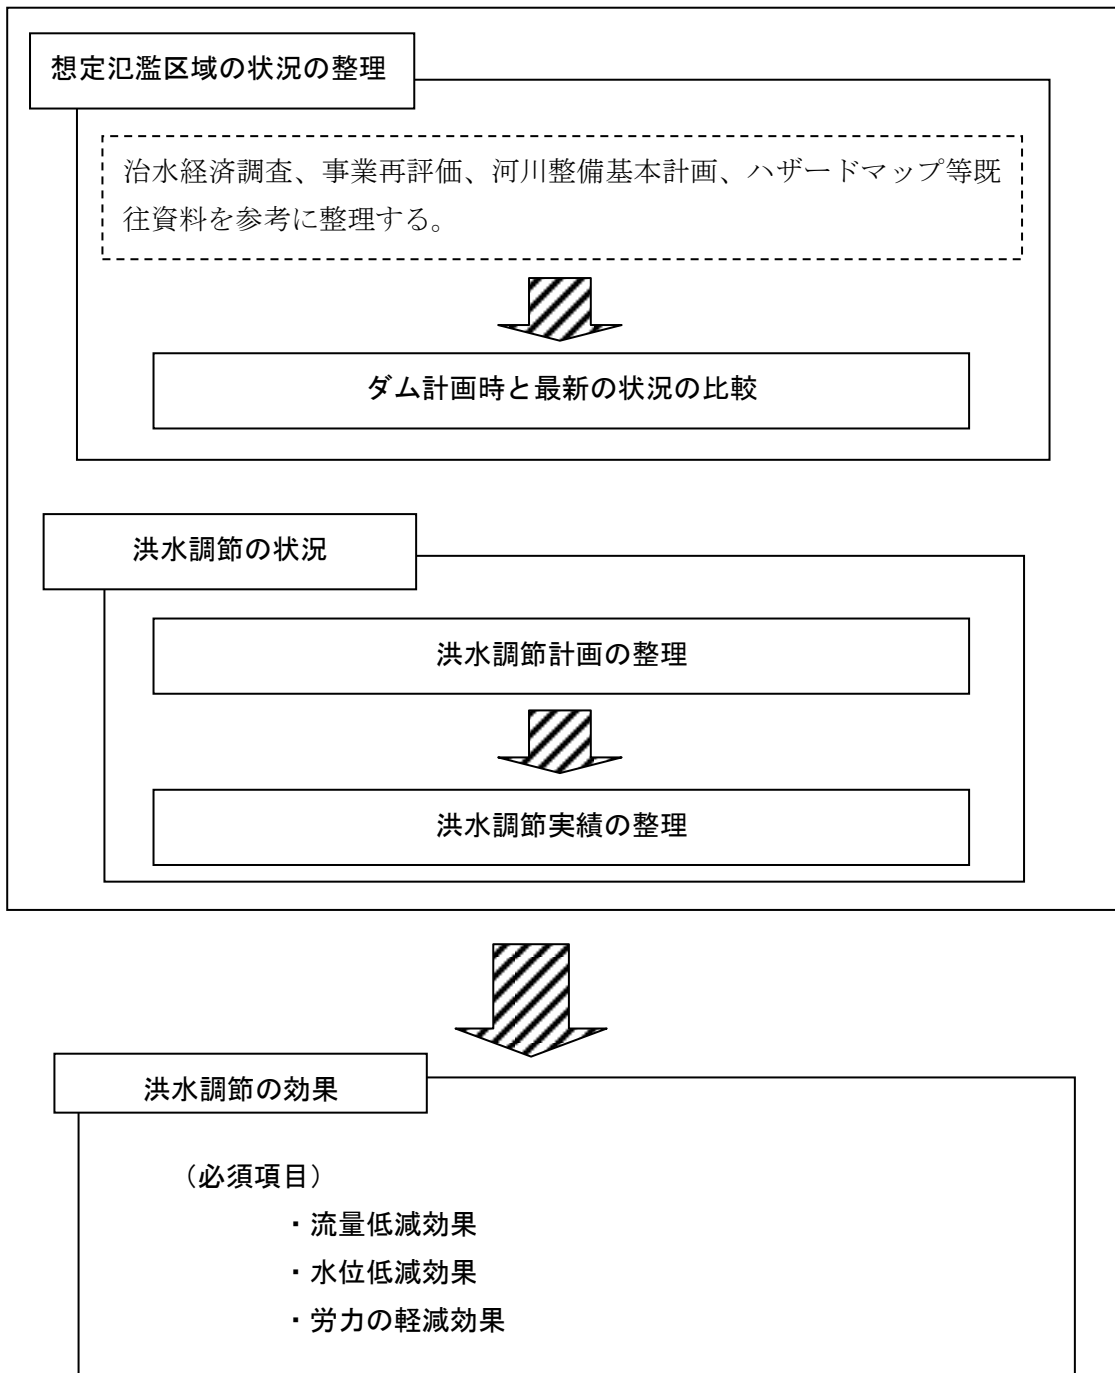 想定氾濫区域の状況の整理
治水経済調査、事業再評価、河川整備基本計画、ハザードマップ等既
往資料を参考に整理する。
ダム計画時と最新の状況の比較
洪水調節の状況
洪水調節計画の整理
洪水調節実績の整理
洪水調節の効果
（必須項目）
・流量低減効果
・水位低減効果
・労力の軽減効果